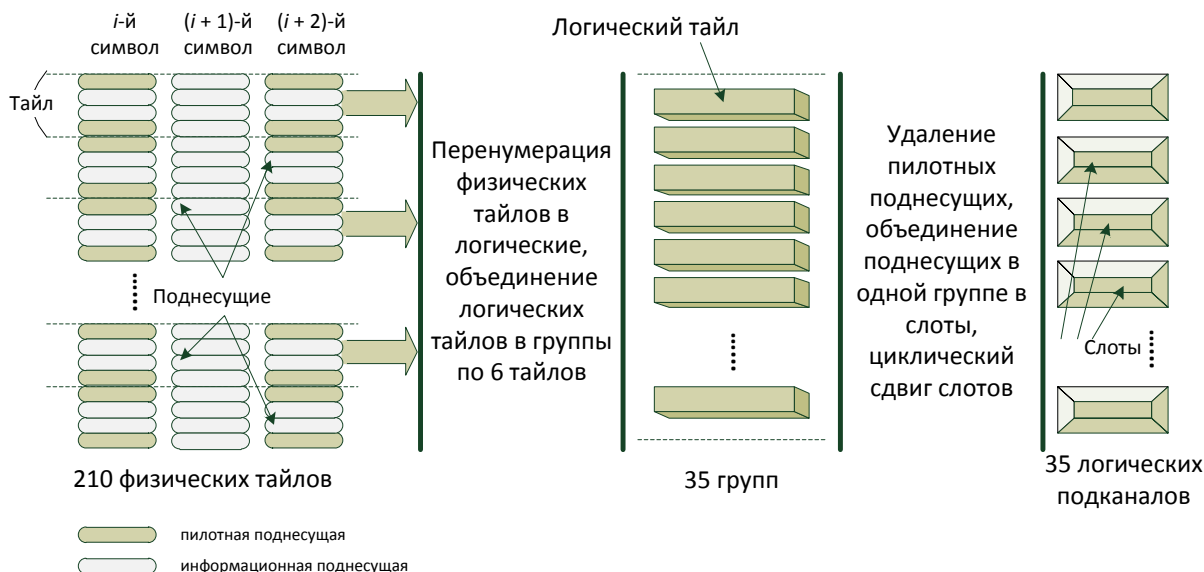 i-й
символ
(i + 1)-й
символ
(i + 2)-й
символ
Тайл
Поднесущие
210 физических тайлов
пилотная поднесущая
информационная поднесущая
Перенумерация
физических
тайлов в
логические,
объединение
логических
тайлов в группы
по 6 тайлов
Логический тайл
35 групп
Удаление
пилотных
поднесущих,
объединение
поднесущих в
одной группе в
слоты,
циклический
сдвиг слотов
Слоты
35 логических
подканалов